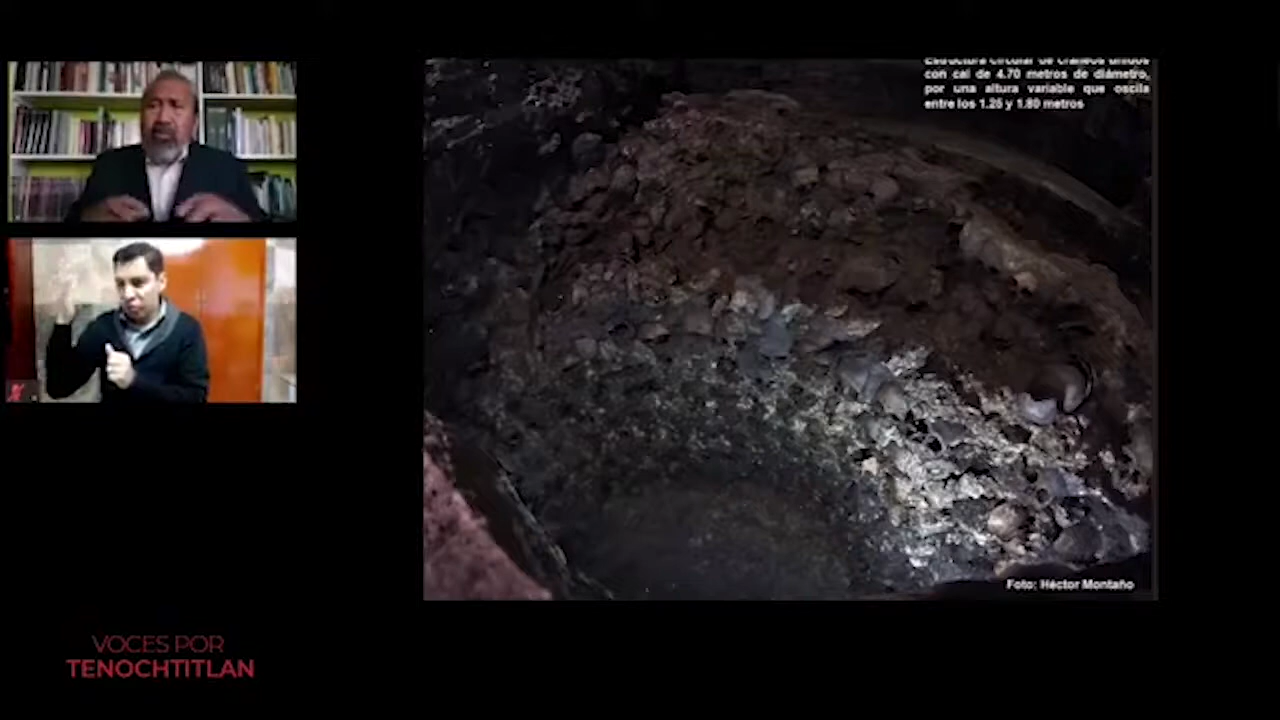 Estructura circular de cráneos unidos
con cal de 4.70 metros de diámetro,
por una altura variable que oscila
entre los 1.25 y 1.80 metros
Foto: Héctor Montaño
VOCES POR
TENOCHTITLAN